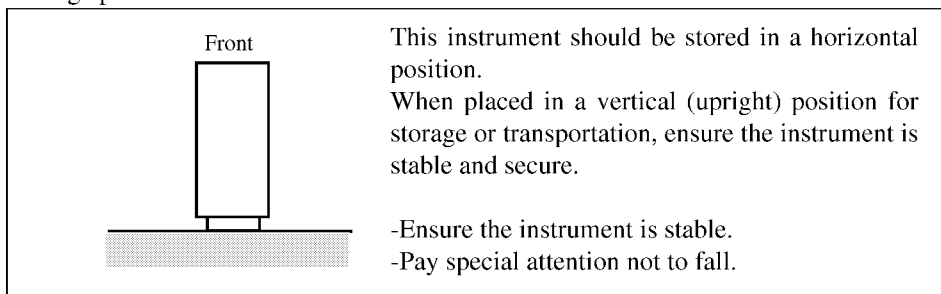 Front
This instrument should be stored in a horizontal
position.
When placed in a vertical (upright) position for
storage or transportation, ensure the instrument is
stable and secure.
-Ensure the instrument is stable.
-Pay special attention not to fall.